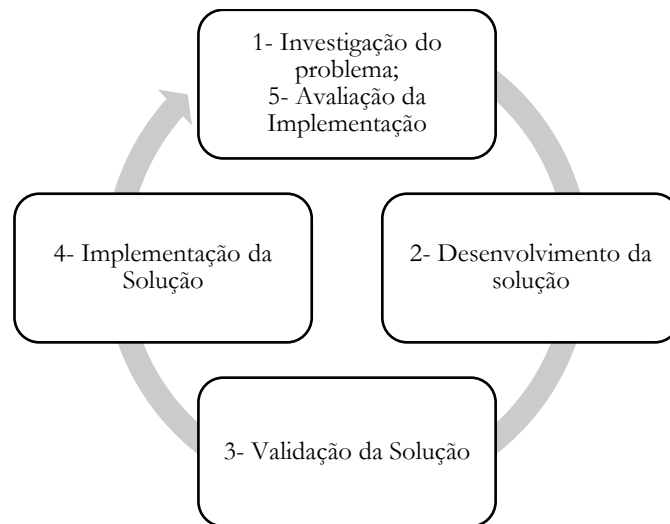 1- Investigação do
problema;
5- Avaliação da
Implementação
2- Desenvolvimento da
solução
3- Validação da Solução
4- Implementação da
Solução